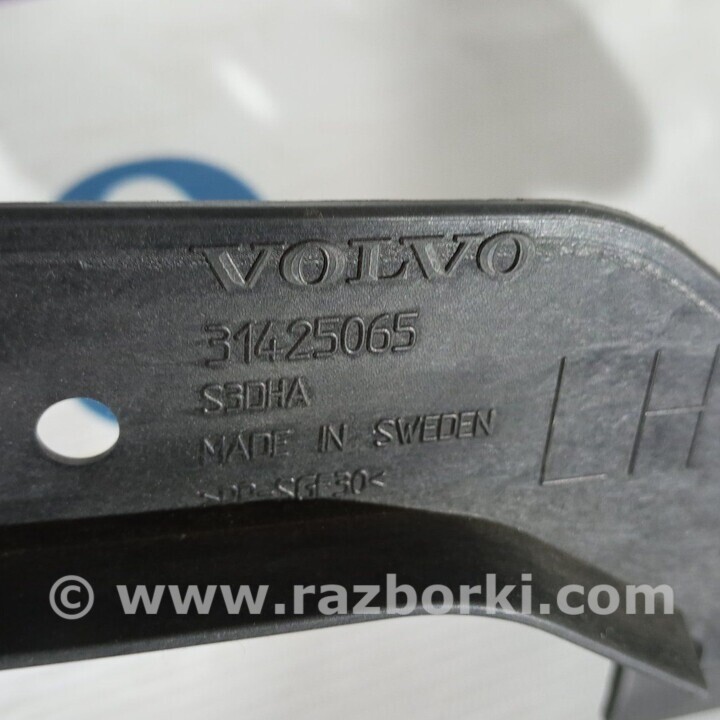 VOLVO
31425065
S3DHA
MADE IN SWEDEN
LH
© www.razborki.com